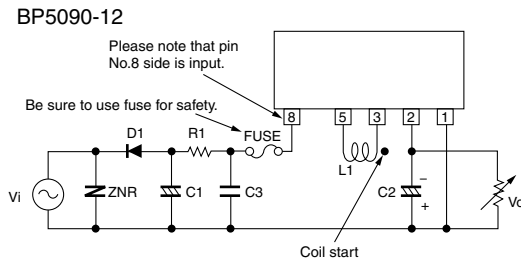 BP5090-12
Please note that pin
No.8 side is input.
Be sure to use fuse for safety.
8
5
3
2
1
D1
R1
FUSE
L1
Vi
ZNR
C1
C3
C2
−
+
Vo
Coil start